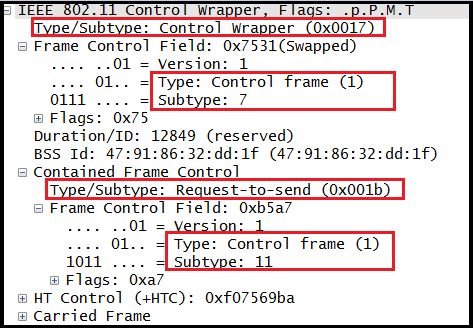 IEEE 802.11 Control Wrapper, Flags: .p.P.M.T
Type/Subtype: Control Wrapper (0x0017)
Frame Control Field: 0x7531(Swapped)
.... ..01 = Version: 1
.... 01.. = Type: Control frame (1)
0111 .... = Subtype: 7
Flags: 0x75
Duration/ID: 12849 (reserved)
BSS Id: 47:91:86:32:dd:1f (47:91:86:32:dd:1f)
Contained Frame Control
Type/Subtype: Request-to-send (0x001b)
Frame Control Field: 0xb5a7
.... ..01 = Version: 1
.... 01.. = Type: Control frame (1)
1011 .... = Subtype: 11
Flags: 0xa7
HT Control (+HTC): 0xf07569ba
Carried Frame